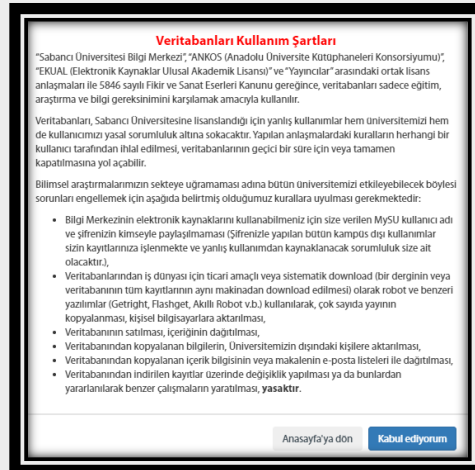 Veritabanları Kullanım Şartları
"Sabancı Üniversitesi Bilgi Merkezi", "ANKOS (Anadolu Üniversite Kütüphaneleri Konsorsiyumu)",
"EKUAL (Elektronik Kaynaklar Ulusal Akademik Lisansı)" ve "Yayıncılar" arasındaki ortak lisans
anlaşmaları ile 5846 sayılı Fikir ve Sanat Eserleri Kanunu gereğince, veritabanları sadece eğitim,
araştırma ve bilgi gereksinimini karşılamak amacıyla kullanılır.
Veritabanları, Sabancı Üniversitesine lisanslandığı için yanlış kullanımlar hem üniversitemizi hem
de kullanıcımızı yasal sorumluluk altına sokacaktır. Yapılan anlaşmalardaki kuralların herhangi bir
kullanıcı tarafından ihlal edilmesi, veritabanlarının geçici bir süre için veya tamamen
kapatılmasına yol açabilir.
Bilimsel araştırmalarımızın sekteye uğramaması adına bütün üniversitemizi etkileyebilecek böylesi
sorunları engellemek için aşağıda belirtmiş olduğumuz kurallara uyulması gerekmektedir:
• Bilgi Merkezinin elektronik kaynaklarını kullanabilmeniz için size verilen MySU kullanıcı adı
ve şifrenizin kimseyle paylaşılmaması (Şifrenizle yapılan bütün kampüs dışı kullanımlar
sizin kayıtlarınıza işlenmekte ve yanlış kullanımdan kaynaklanacak sorumluluk size ait
olacaktır.),
• Veritabanlarından iş dünyası için ticari amaçlı veya sistematik download (bir derginin veya
veritabanının tüm kayıtlarının aynı makinadan download edilmesi) olarak robot ve benzeri
yazılımlar (Getright, Flashget, Akıllı Robot v.b.) kullanılarak, çok sayıda yayının
kopyalanması, kişisel bilgisayarlara aktarılması,
• Veritabanının satılması, içeriğinin dağıtılması,
• Veritabanından kopyalanan bilgilerin, Üniversitemizin dışındaki kişilere aktarılması,
• Veritabanından kopyalanan içerik bilgisinin veya makalenin e-posta listeleri ile dağıtılması,
• Veritabanından indirilen kayıtlar üzerinde değişiklik yapılması ya da bunlardan
yararlanılarak benzer çalışmaların yaratılması, yasaktır.
Anasayfa'ya dön Kabul ediyorum